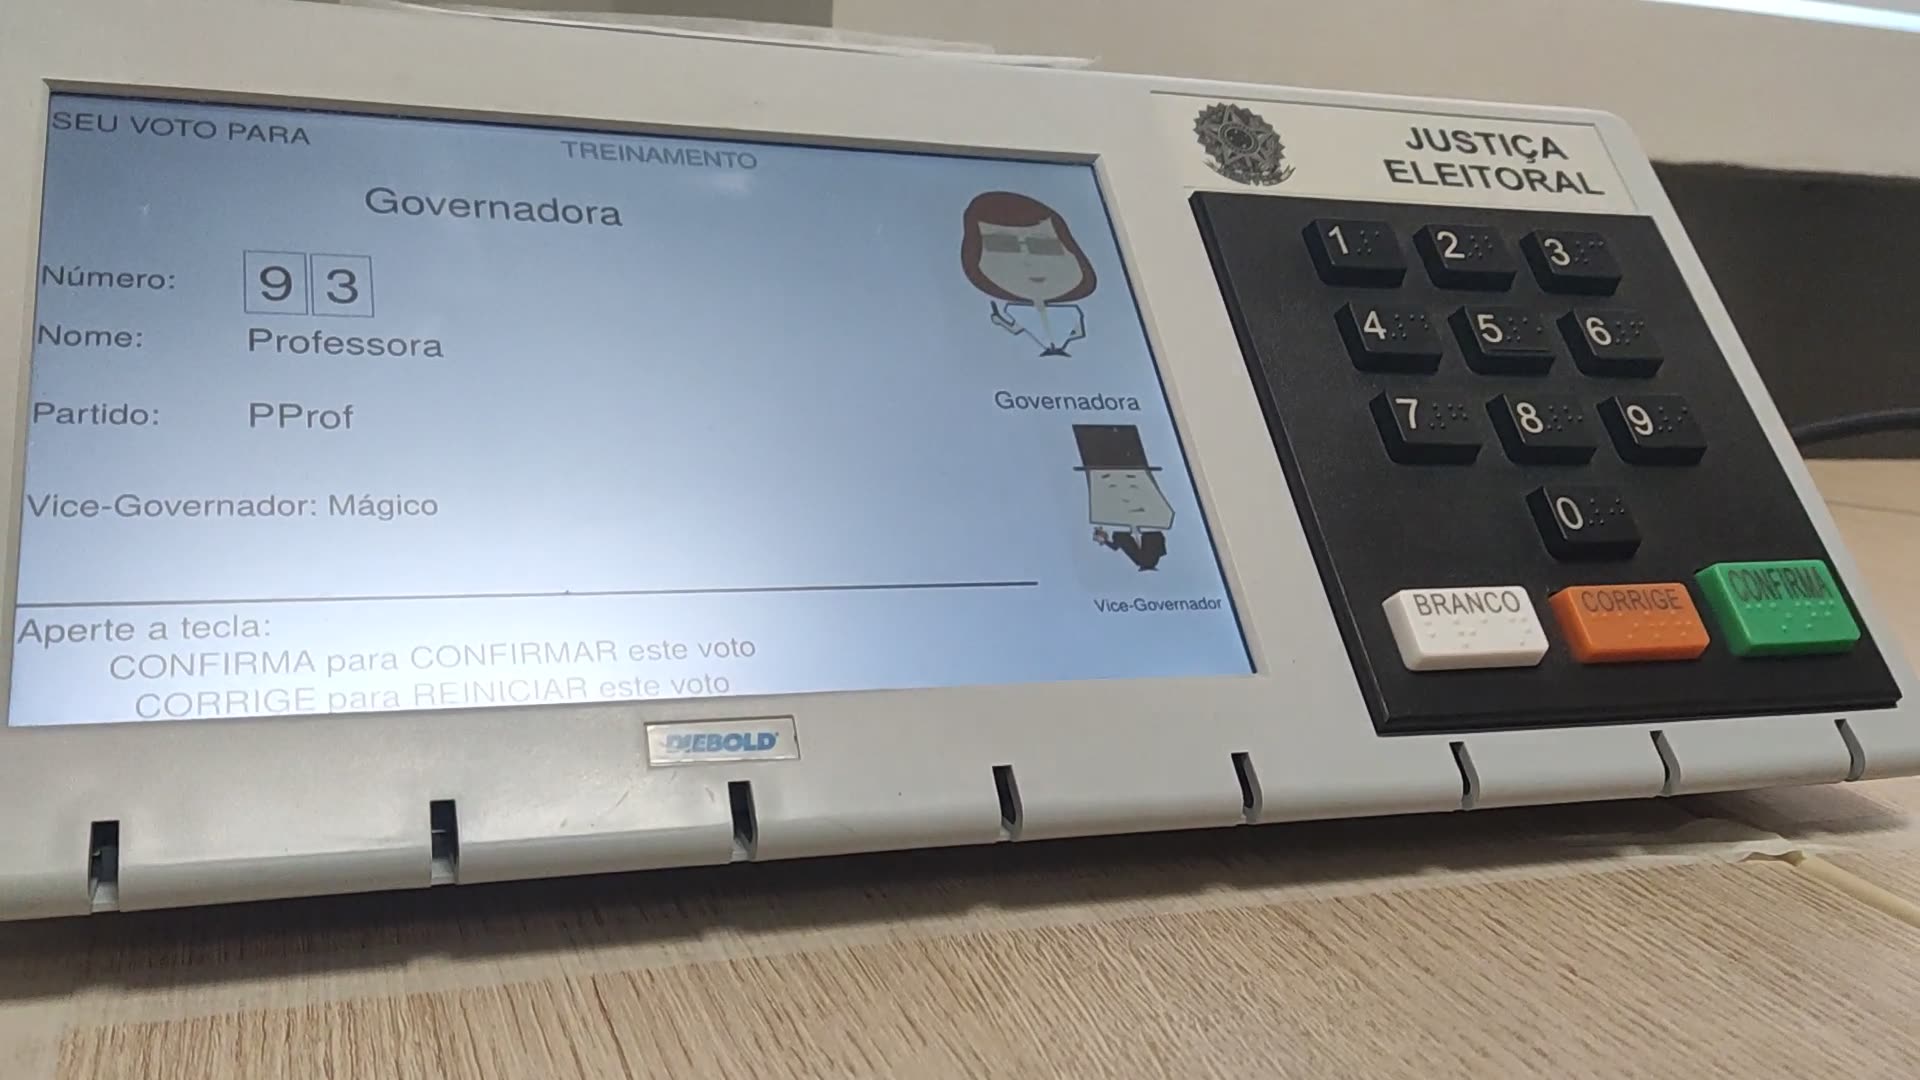 SEU VOTO PARA
TREINAMENTO
Governadora
Número: 9 3
Nome: Professora
Partido: PProf
Vice-Governador: Mágico
Governadora
Vice-Governador
Aperte a tecla:
CONFIRMA para CONFIRMAR este voto
CORRIGE para REINICIAR este voto
DIEBOLD
JUSTIÇA
ELEITORAL
1 2 3
4 5 6
7 8 9
0
BRANCO CORRIGE CONFIRMA